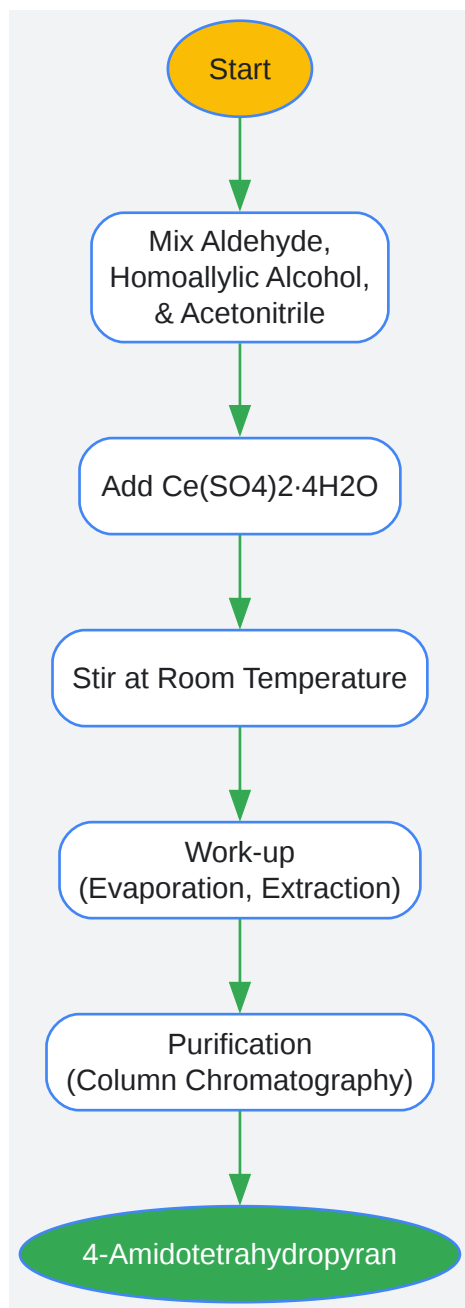 Start
Mix Aldehyde,
Homoallylic Alcohol,
& Acetonitrile
Add Ce(SO4)2·4H2O
Stir at Room Temperature
Work-up
(Evaporation, Extraction)
Purification
(Column Chromatography)
4-Amidotetrahydropyran